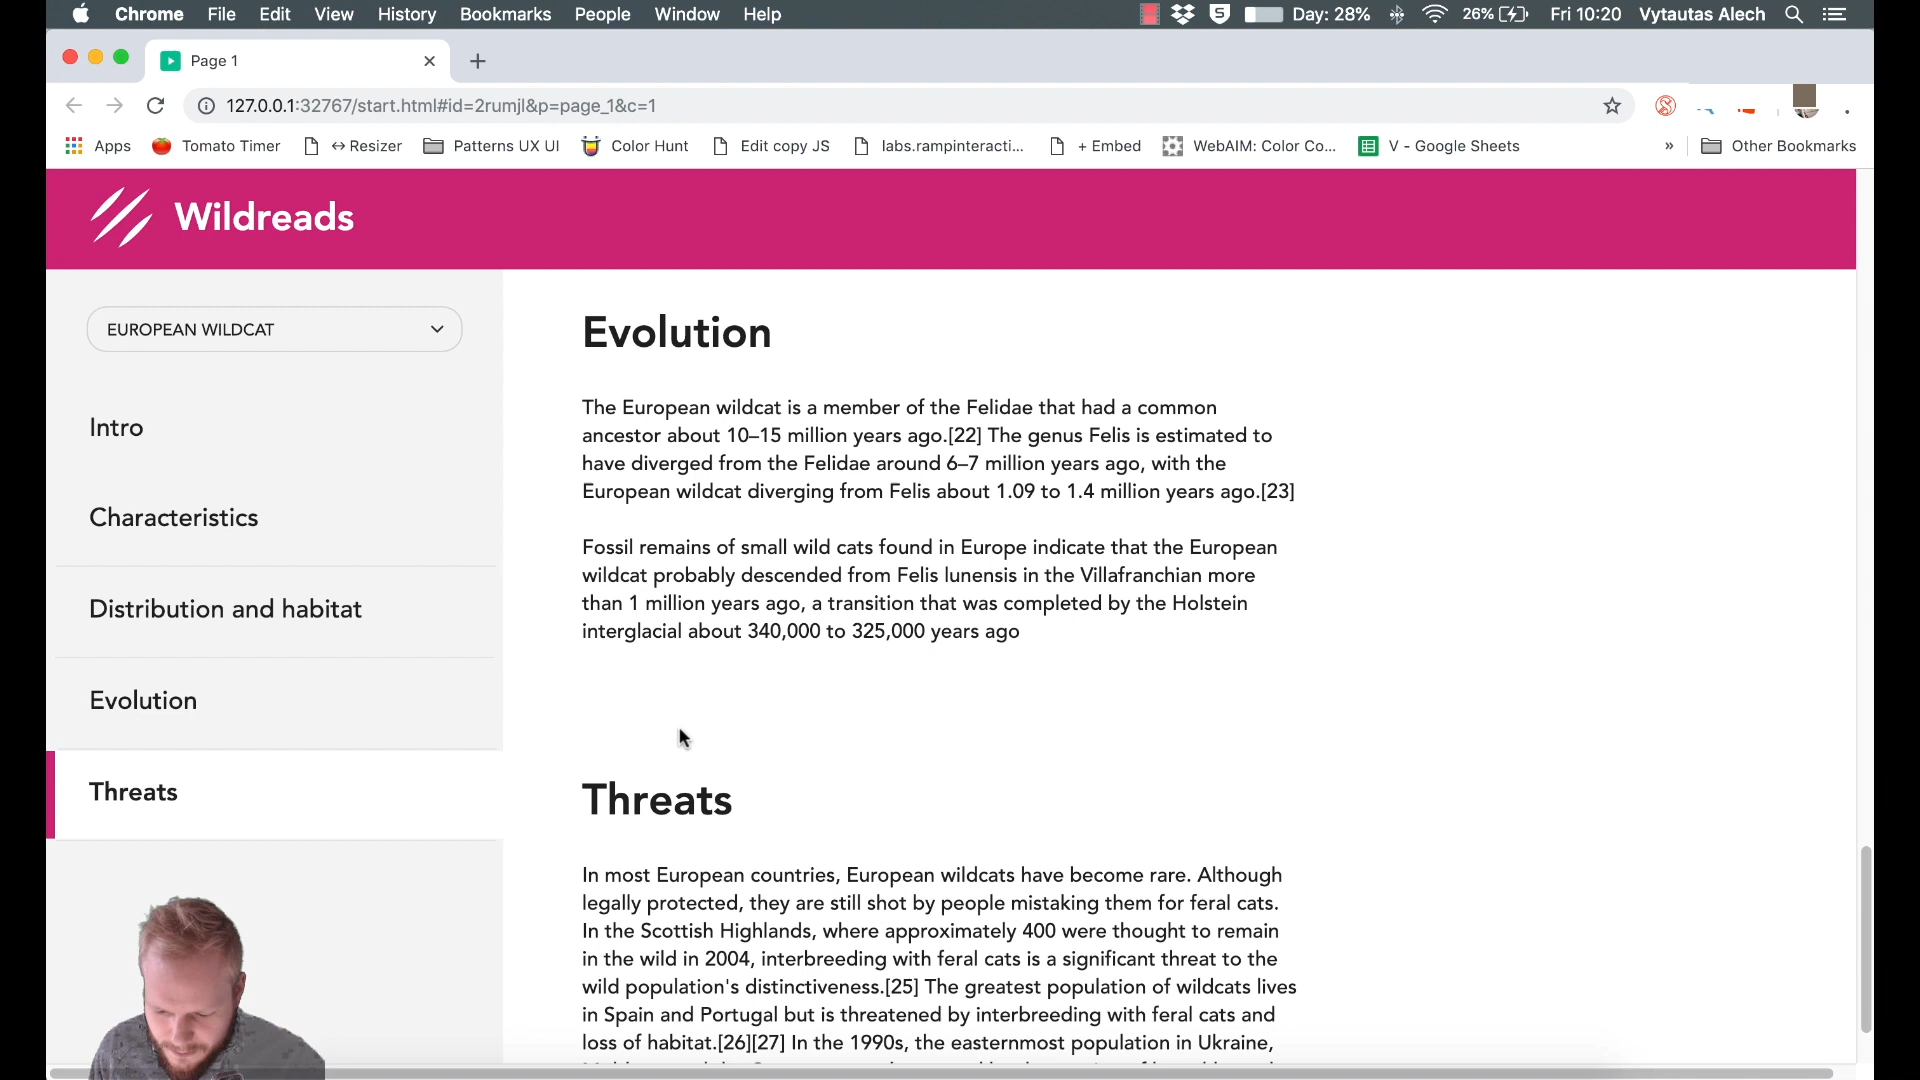 Chrome File Edit View History Bookmarks People Window Help Day: 28% 26% Fri 10:20 Vytautas Alech
Page 1
127.0.0.1:32767/start.html#id=2rumjl&p=page_1&c=1
Apps Tomato Timer ↔Resizer Patterns UX UI Color Hunt Edit copy JS labs.rampinteracti... + Embed WebAIM: Color Co... V - Google Sheets » Other Bookmarks
Wildreads
EUROPEAN WILDCAT
Intro
Characteristics
Distribution and habitat
Evolution
Threats
Evolution
The European wildcat is a member of the Felidae that had a common
ancestor about 10–15 million years ago.[22] The genus Felis is estimated to
have diverged from the Felidae around 6–7 million years ago, with the
European wildcat diverging from Felis about 1.09 to 1.4 million years ago.[23]
Fossil remains of small wild cats found in Europe indicate that the European
wildcat probably descended from Felis lunensis in the Villafranchian more
than 1 million years ago, a transition that was completed by the Holstein
interglacial about 340,000 to 325,000 years ago
Threats
In most European countries, European wildcats have become rare. Although
legally protected, they are still shot by people mistaking them for feral cats.
In the Scottish Highlands, where approximately 400 were thought to remain
in the wild in 2004, interbreeding with feral cats is a significant threat to the
wild population's distinctiveness.[25] The greatest population of wildcats lives
in Spain and Portugal but is threatened by interbreeding with feral cats and
loss of habitat.[26][27] In the 1990s, the easternmost population in Ukraine,